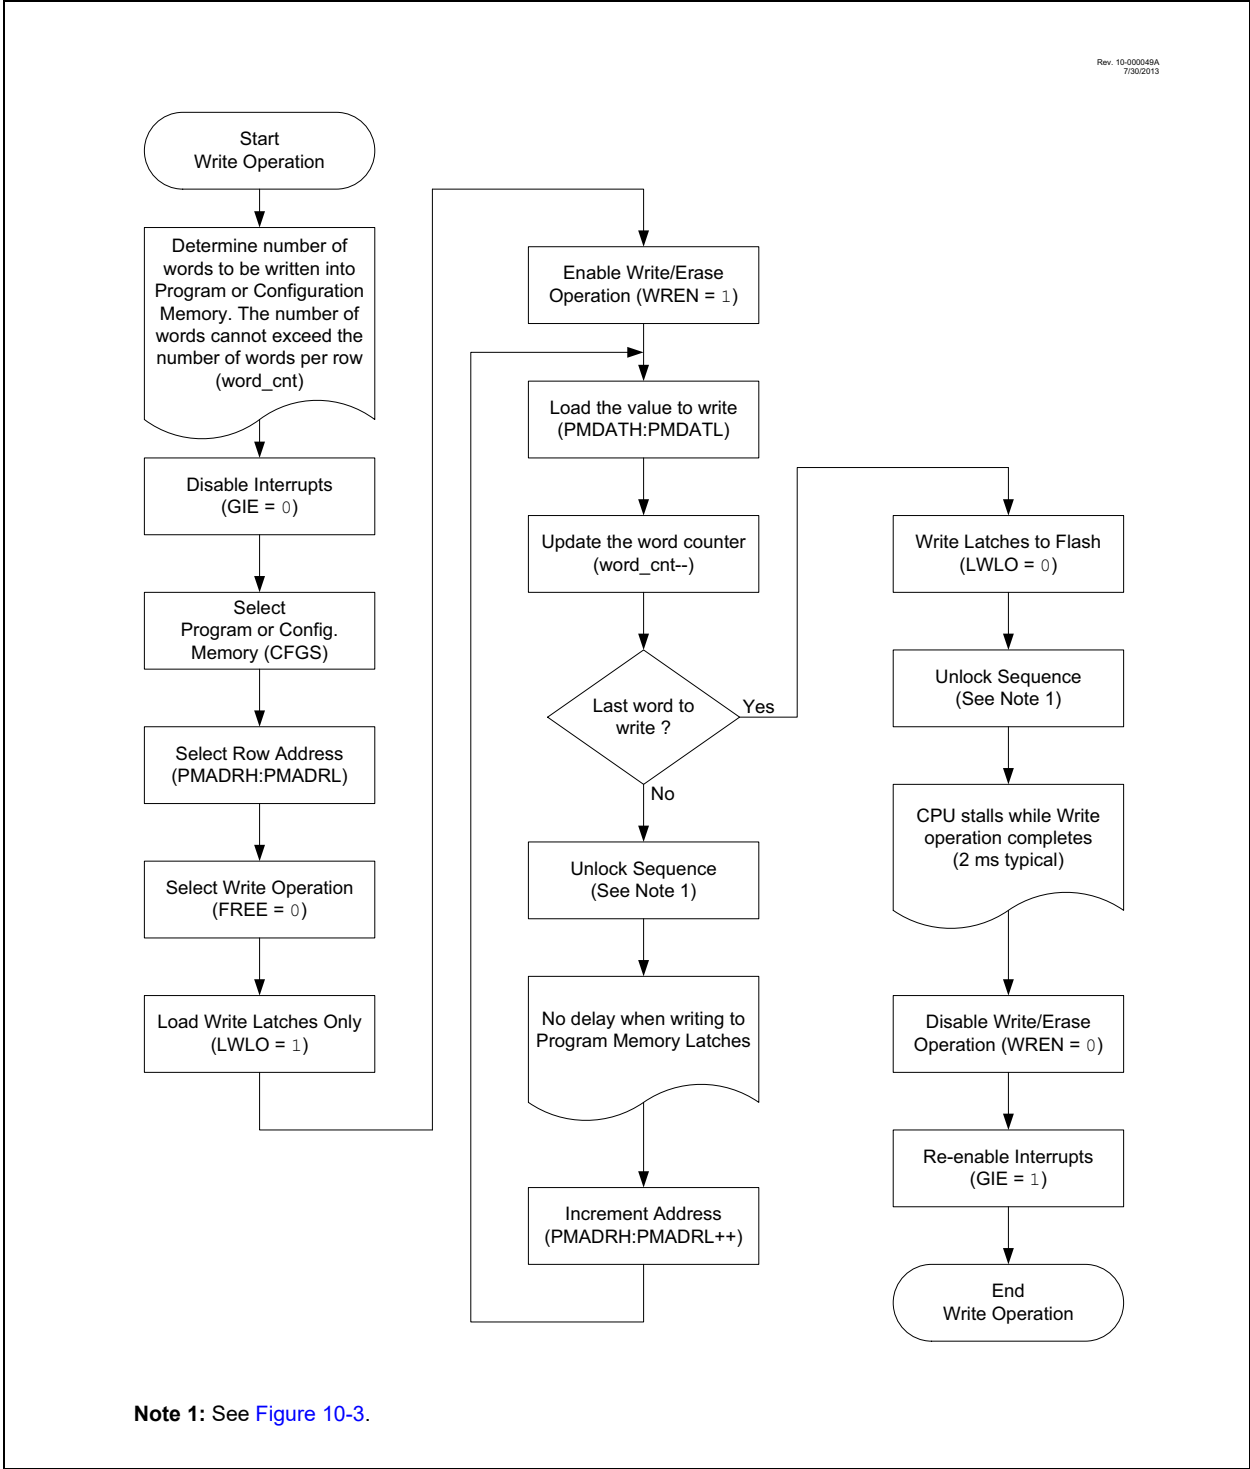 Rev. 10-000049A
7/30/2013
Start
Write Operation
Determine number of
words to be written into
Program or Configuration
Memory. The number of
words cannot exceed the
number of words per row
(word_cnt)
Disable Interrupts
(GIE = 0)
Select
Program or Config.
Memory (CFGS)
Select Row Address
(PMADRH:PMADRL)
Select Write Operation
(FREE = 0)
Load Write Latches Only
(LWLO = 1)
Enable Write/Erase
Operation (WREN = 1)
Load the value to write
(PMDATH:PMDATL)
Update the word counter
(word_cnt--)
Last word to
write ?
Yes
No
Unlock Sequence
(See Note 1)
No delay when writing to
Program Memory Latches
Increment Address
(PMADRH:PMADRL++)
Write Latches to Flash
(LWLO = 0)
Unlock Sequence
(See Note 1)
CPU stalls while Write
operation completes
(2 ms typical)
Disable Write/Erase
Operation (WREN = 0)
Re-enable Interrupts
(GIE = 1)
End
Write Operation
Note 1: See Figure 10-3.